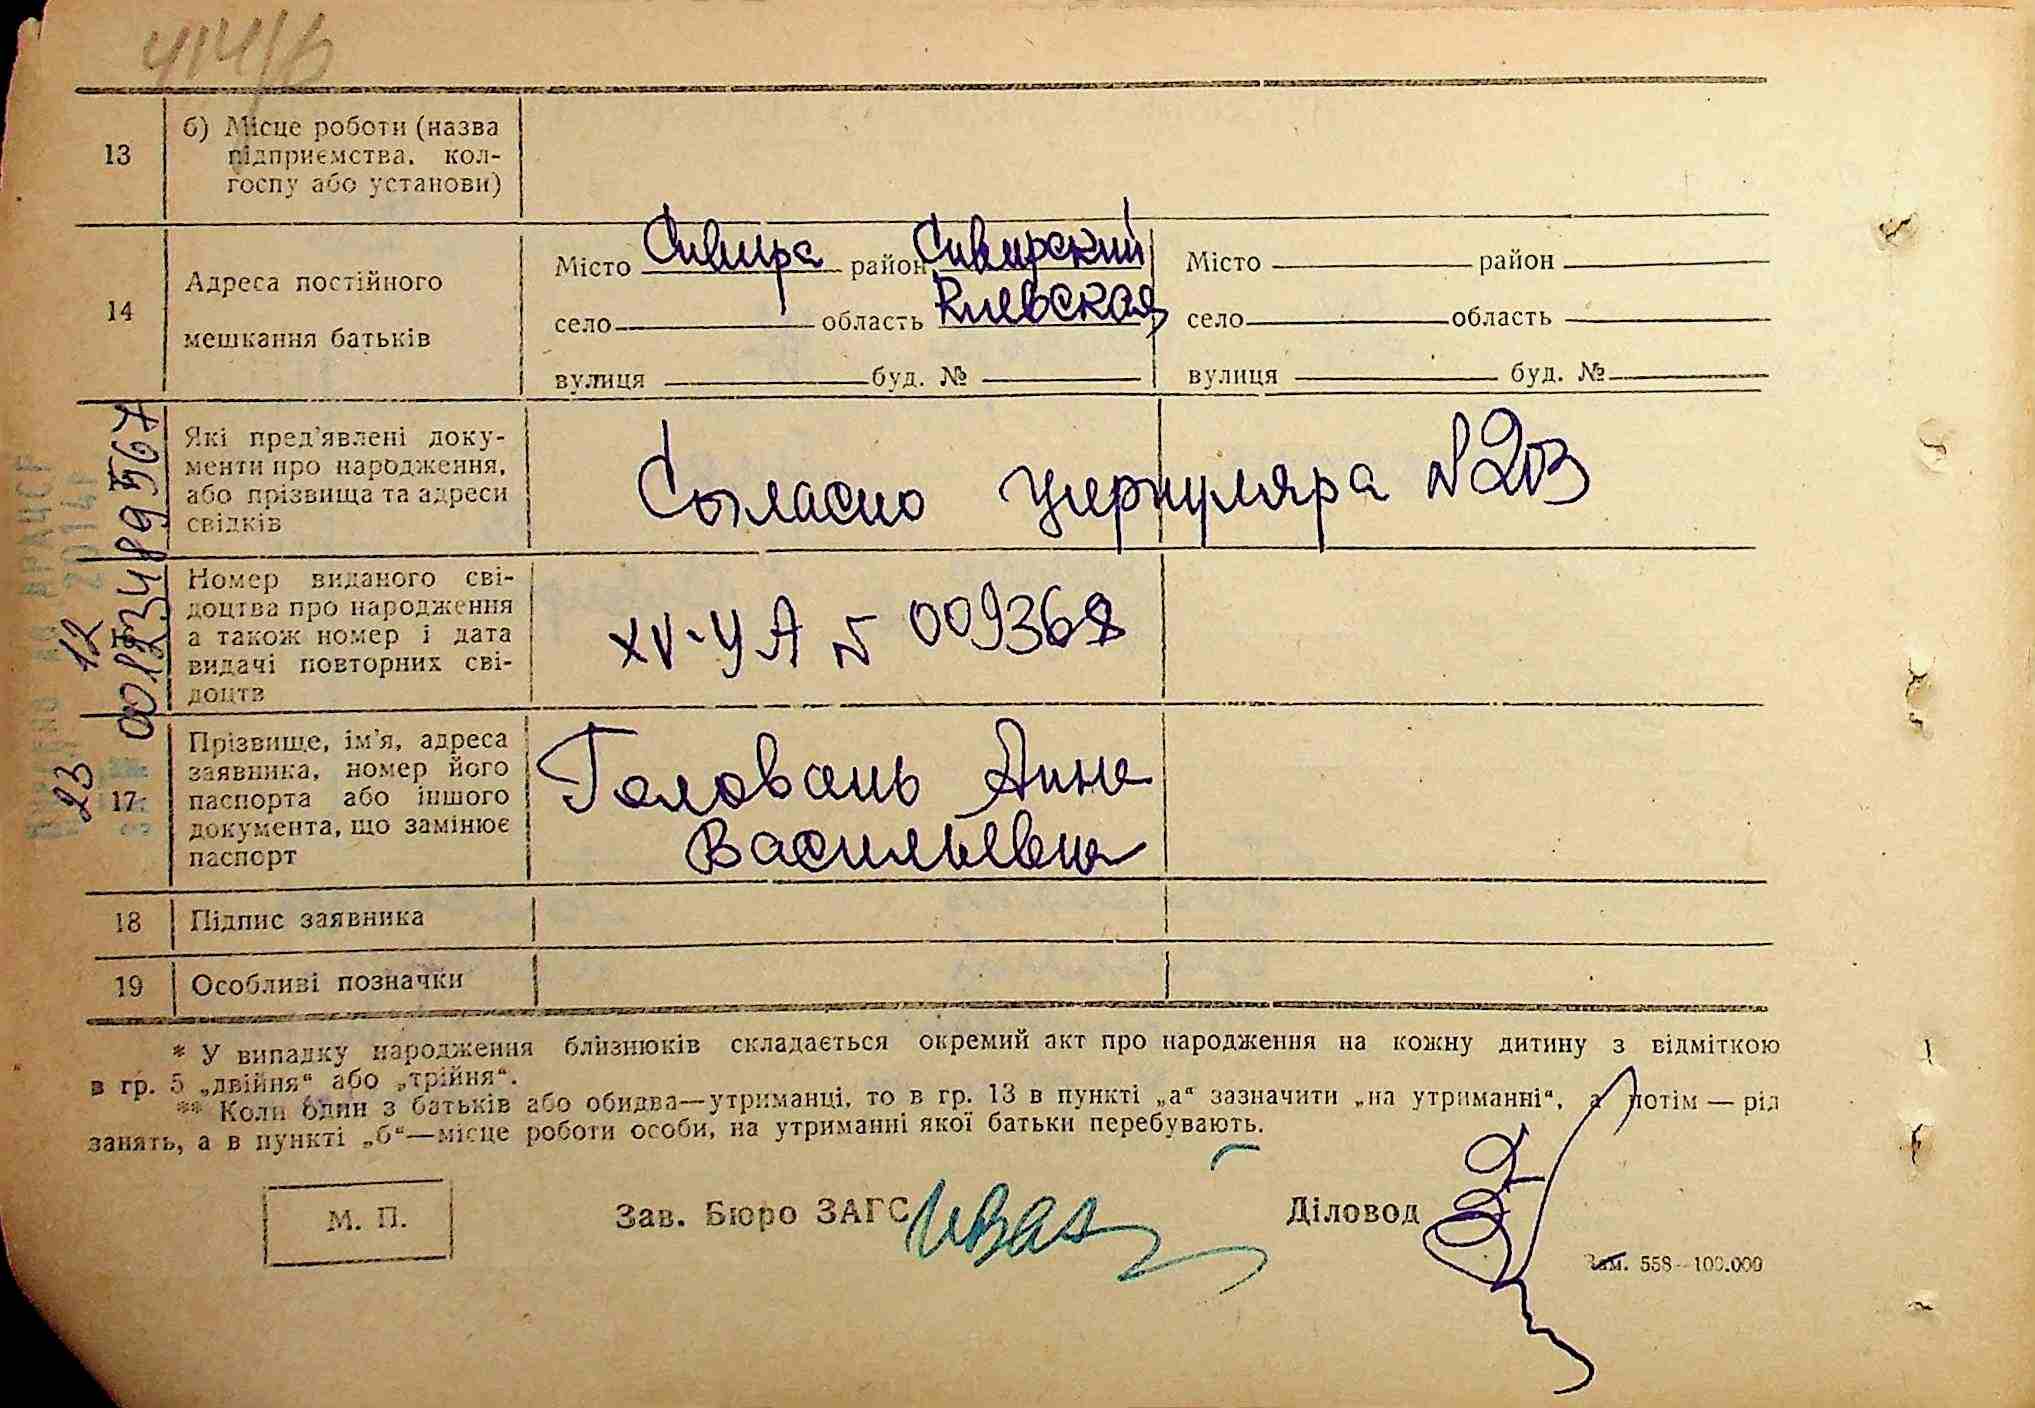 414/б
13
б) Місце роботи (назва
підприємства, кол-
госпу або установи)
14
Адреса постійного
мешкання батьків
Місто Сквира район Сквирский
село область Киевская
вулиця буд. №
Місто район
село область
вулиця буд. №
Які пред'явлені доку-
менти про народження,
або прізвища та адреси
свідків
Согласно циркуляра №203
Номер виданого сві-
доцтва про народження
а також номер і дата
видачі повторних сві-
доцтв
XV-УА № 009368
17
Прізвище, ім'я, адреса
заявника, номер його
паспорта або іншого
документа, що замінює
паспорт
Головань Анна
Васильевна
18
Підпис заявника
19
Особливі позначки
* У випадку народження близнюків складається окремий акт про народження на кожну дитину з відміткою
в гр. 5 „двійня“ або „трійня“.
** Коли один з батьків або обидва—утриманці, то в гр. 13 в пункті „а“ зазначити „на утриманні“, а потім — рід
занять, а в пункті „б“—місце роботи особи, на утриманні якої батьки перебувають.
М. П.
Зав. Бюро ЗАГС
Діловод
Зам. 558—100.000
23 12
00123489567